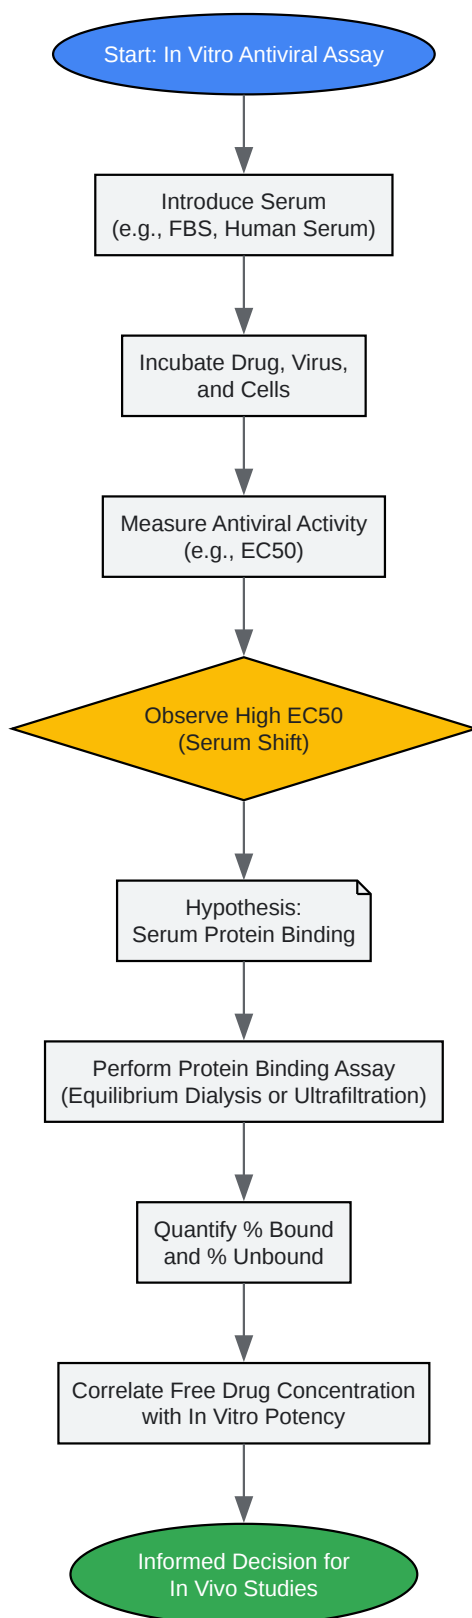 Start: In Vitro Antiviral Assay
Introduce Serum
(e.g., FBS, Human Serum)
Incubate Drug, Virus,
and Cells
Measure Antiviral Activity
(e.g., EC50)
Observe High EC50
(Serum Shift)
Hypothesis:
Serum Protein Binding
Perform Protein Binding Assay
(Equilibrium Dialysis or Ultrafiltration)
Quantify % Bound
and % Unbound
Correlate Free Drug Concentration
with In Vitro Potency
Informed Decision for
In Vivo Studies